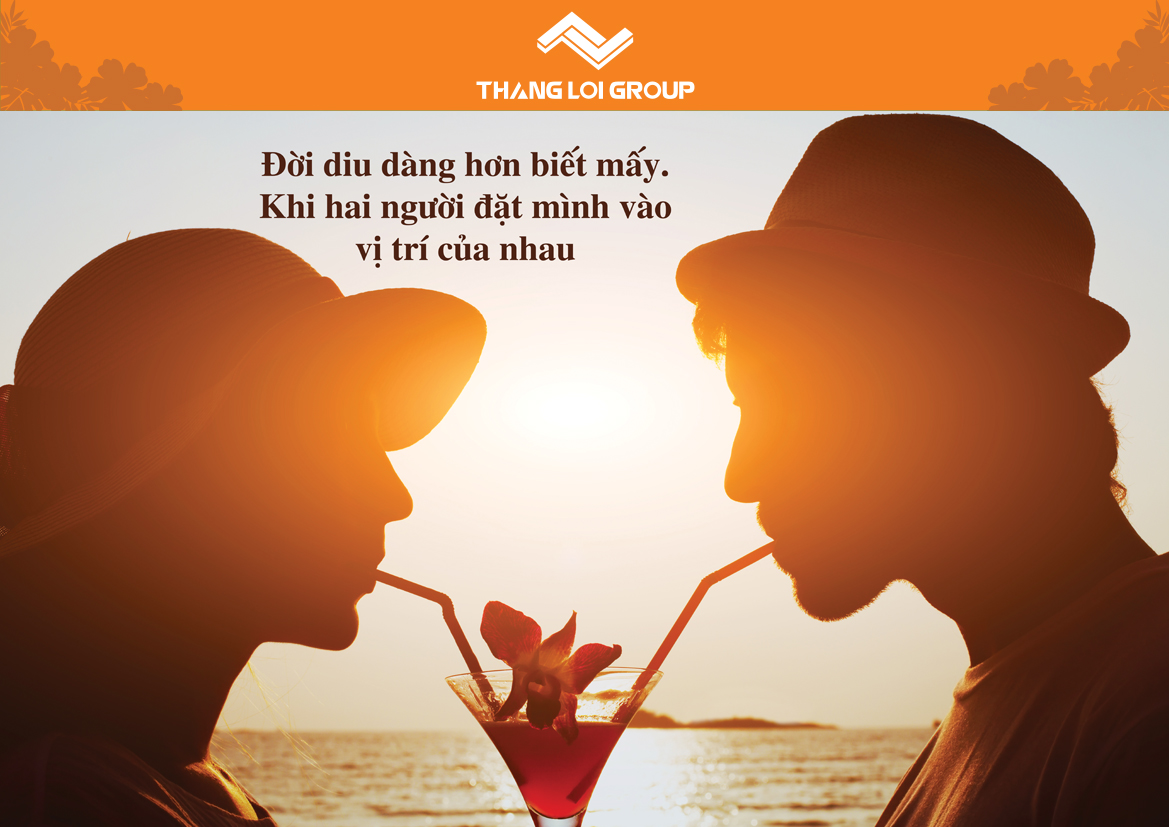 THANG LOI GROUP
Đời diu dàng hơn biết mấy.
Khi hai người đặt mình vào
vị trí của nhau